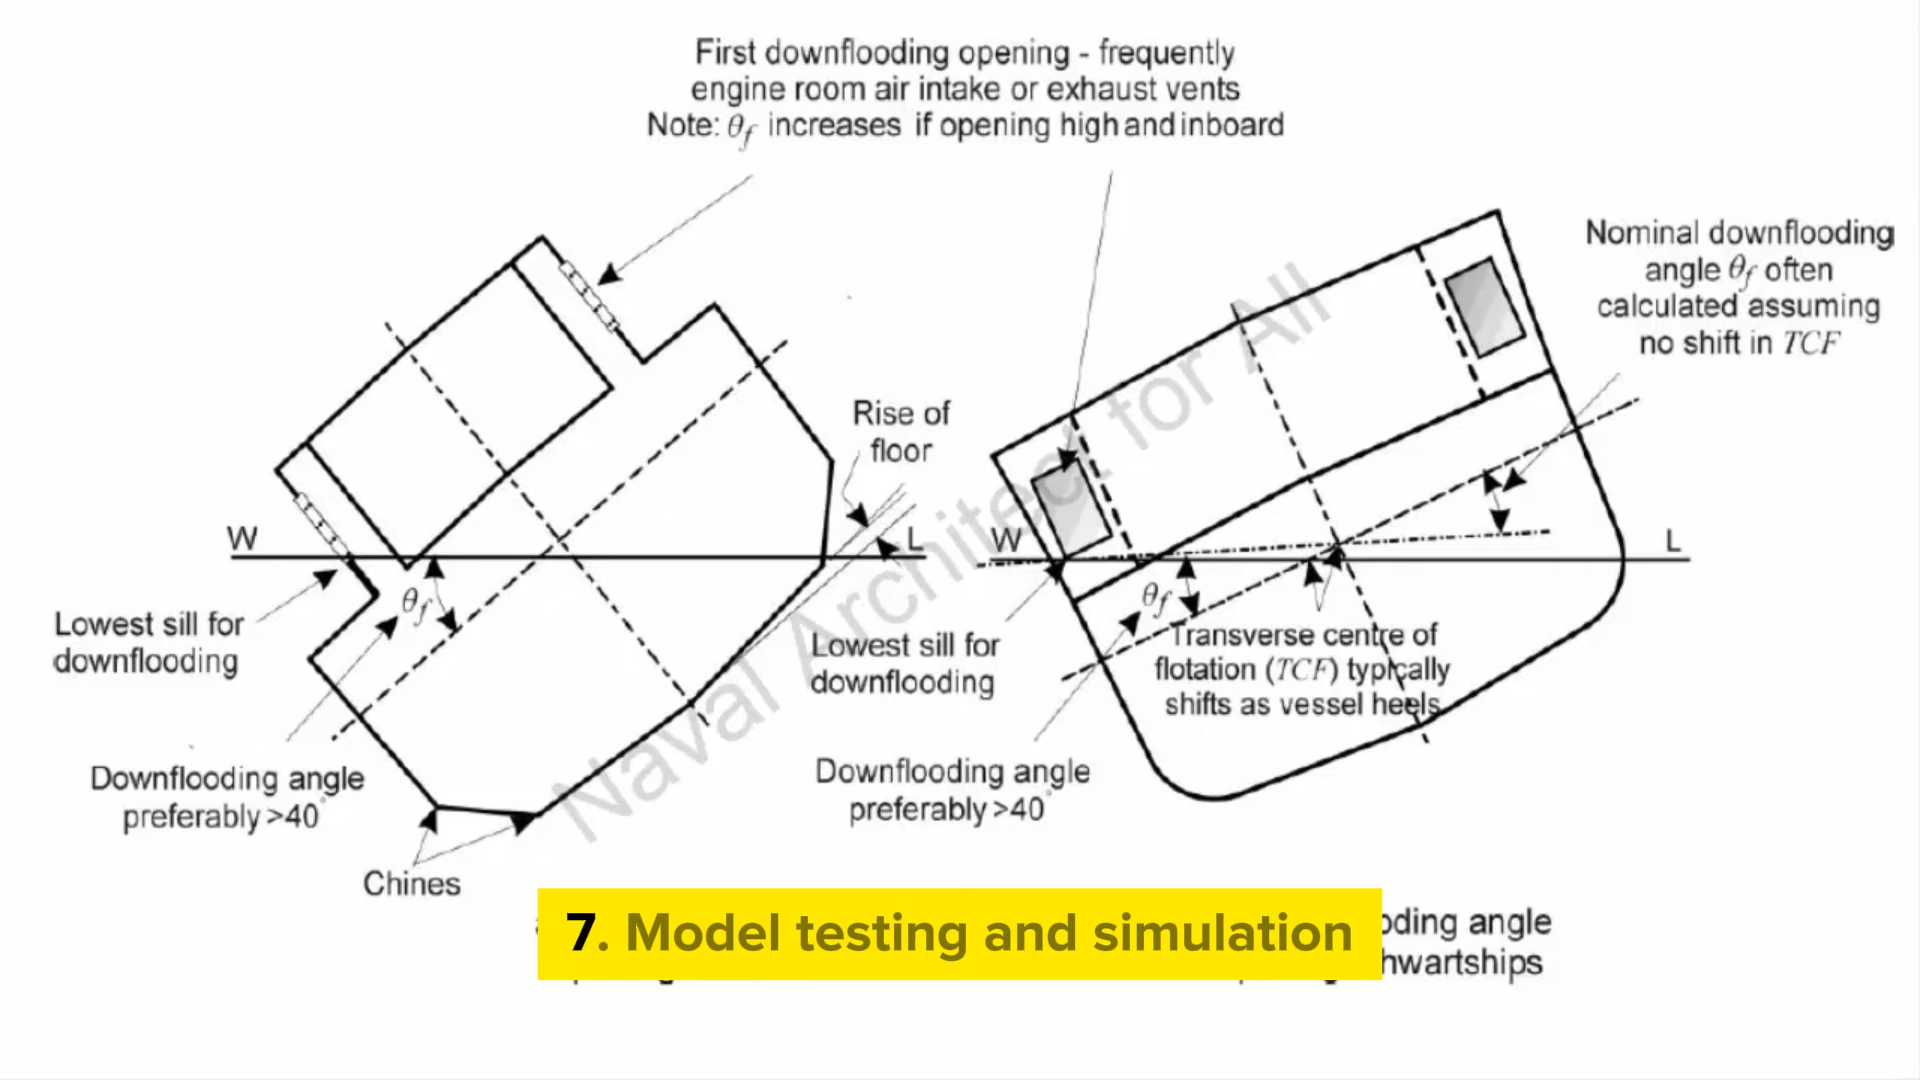 First downflooding opening - frequently
engine room air intake or exhaust vents
Note: θf increases if opening high and inboard
Nominal downflooding
angle θf often
calculated assuming
no shift in TCF
Rise of
floor
W
L
W
L
θf
θf
Lowest sill for
downflooding
Lowest sill for
downflooding
Transverse centre of
flotation (TCF) typically
shifts as vessel heels
Downflooding angle
preferably >40°
Downflooding angle
preferably >40°
Chines
Naval Architect for All
7. Model testing and simulation
angle